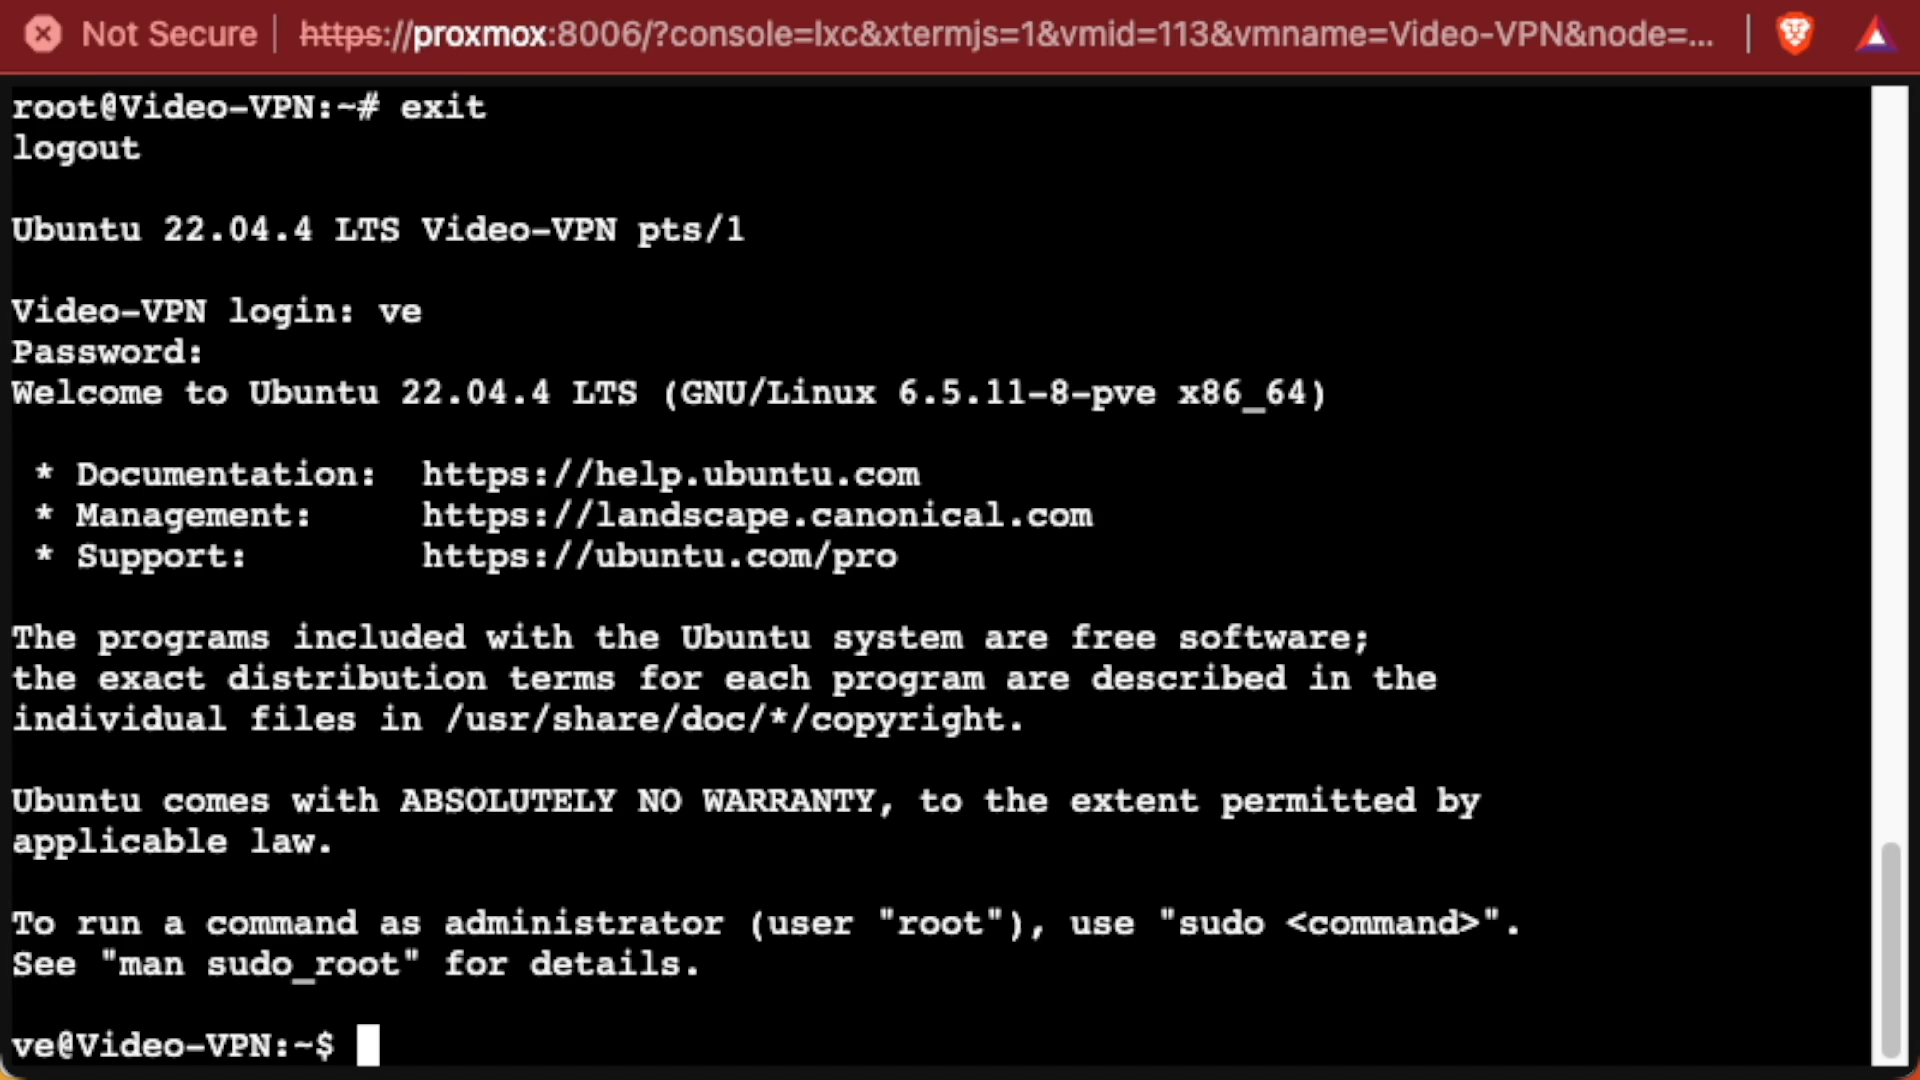 Not Secure | https://proxmox:8006/?console=lxc&xtermjs=1&vmid=113&vmname=Video-VPN&node=... |
root@Video-VPN:~# exit
logout
Ubuntu 22.04.4 LTS Video-VPN pts/1
Video-VPN login: ve
Password:
Welcome to Ubuntu 22.04.4 LTS (GNU/Linux 6.5.11-8-pve x86_64)
* Documentation:  https://help.ubuntu.com
* Management:     https://landscape.canonical.com
* Support:        https://ubuntu.com/pro
The programs included with the Ubuntu system are free software;
the exact distribution terms for each program are described in the
individual files in /usr/share/doc/*/copyright.
Ubuntu comes with ABSOLUTELY NO WARRANTY, to the extent permitted by
applicable law.
To run a command as administrator (user "root"), use "sudo <command>".
See "man sudo_root" for details.
ve@Video-VPN:~$